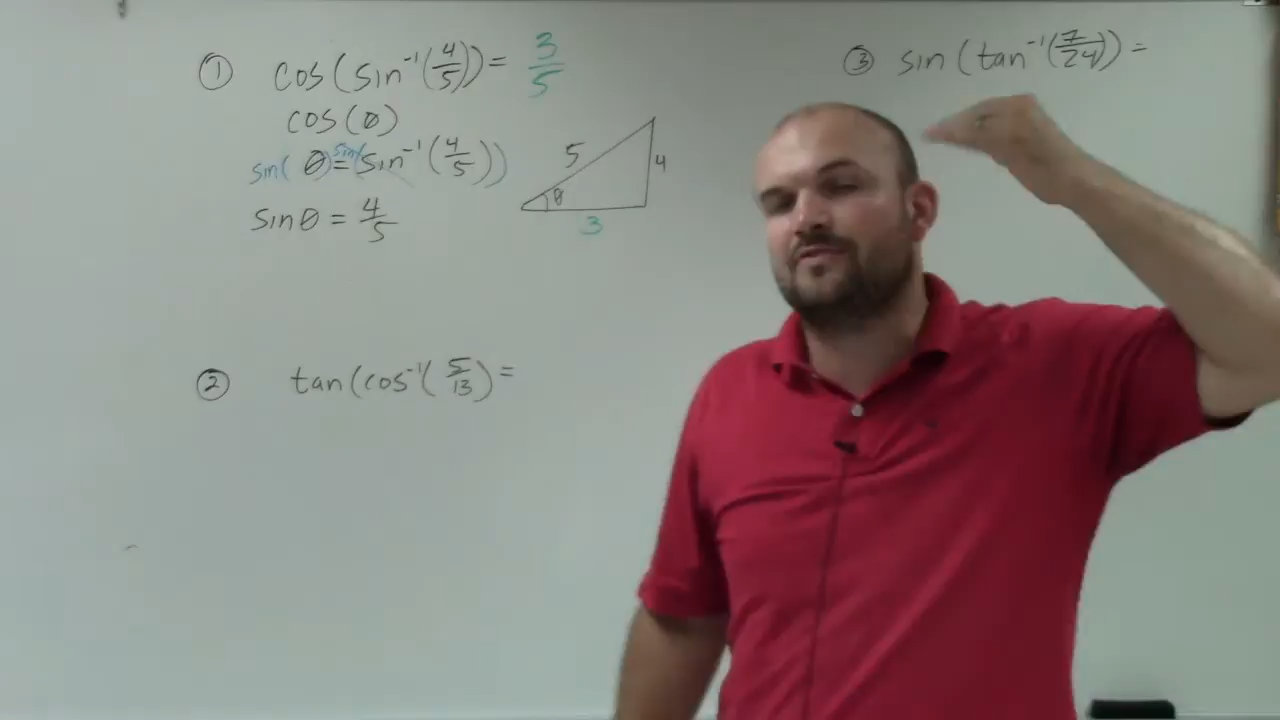 ① cos(sin⁻¹(4/5)) = 3/5
cos(θ)
sin( θ) = sin(sin⁻¹(4/5))
sinθ = 4/5
5
4
θ
3
② tan(cos⁻¹(5/13) =
③ sin(tan⁻¹(7/24)) =